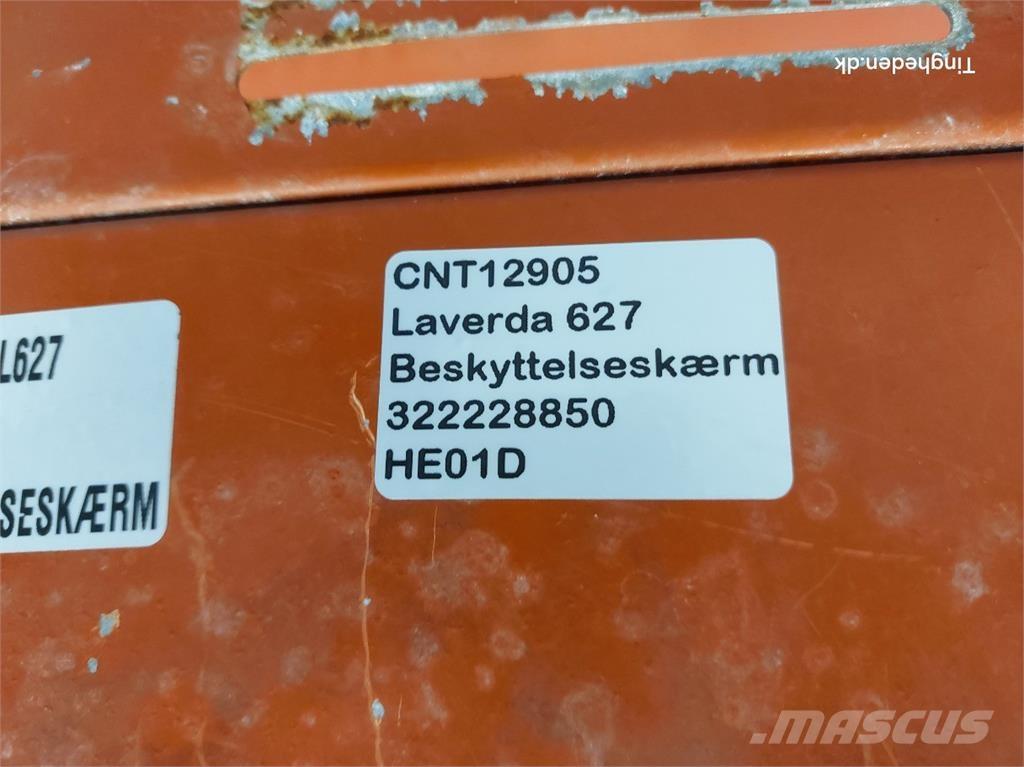 Tingheden.dk
CNT12905
Laverda 627
Beskyttelseskærm
322228850
HE01D
L627
SESKÆRM
MASCUS